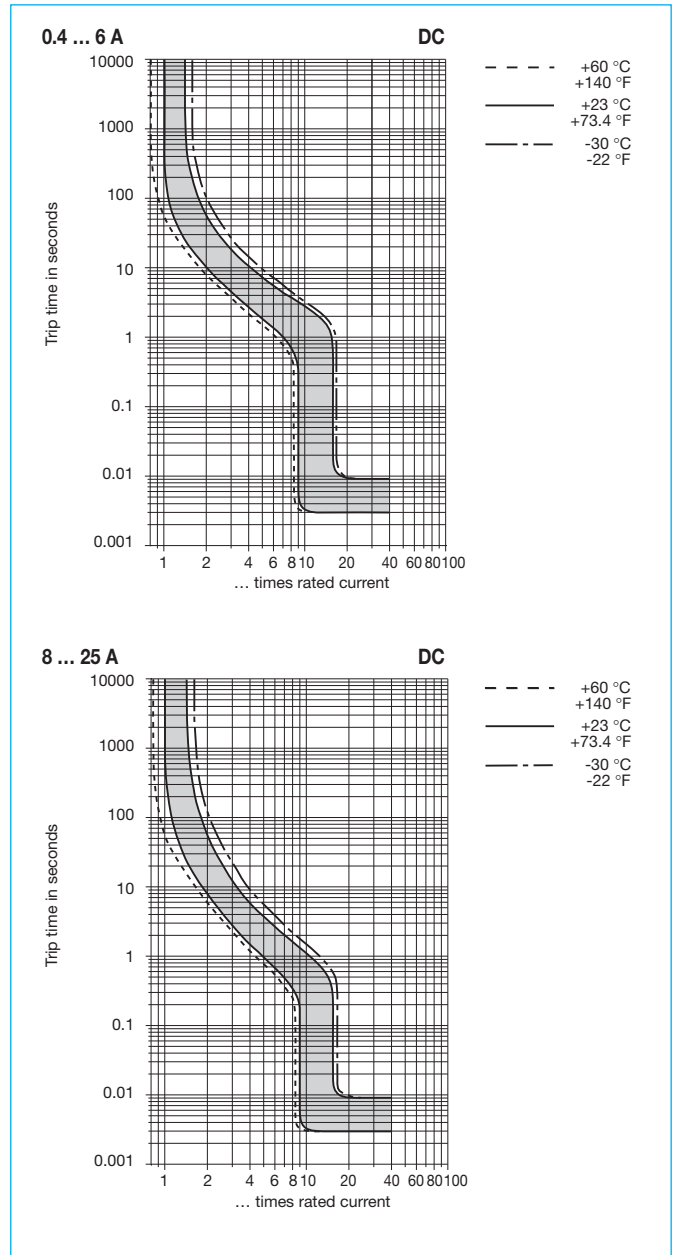 0.4 ... 6 A
DC
10000
1000
100
10
1
0.1
0.01
0.001
Trip time in seconds
1 2 4 6 8 10 20 40 60 80 100
... times rated current
+60 °C
+140 °F
+23 °C
+73.4 °F
-30 °C
-22 °F
8 ... 25 A
DC
10000
1000
100
10
1
0.1
0.01
0.001
Trip time in seconds
1 2 4 6 8 10 20 40 60 80 100
... times rated current
+60 °C
+140 °F
+23 °C
+73.4 °F
-30 °C
-22 °F